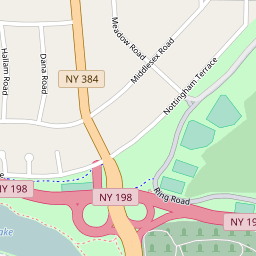 Meadow Road
Middlesex Road
Hallam Road
Dana Road
NY 384
Nottingham Terrace
NY 198
NY 198
Ring Road
NY 19